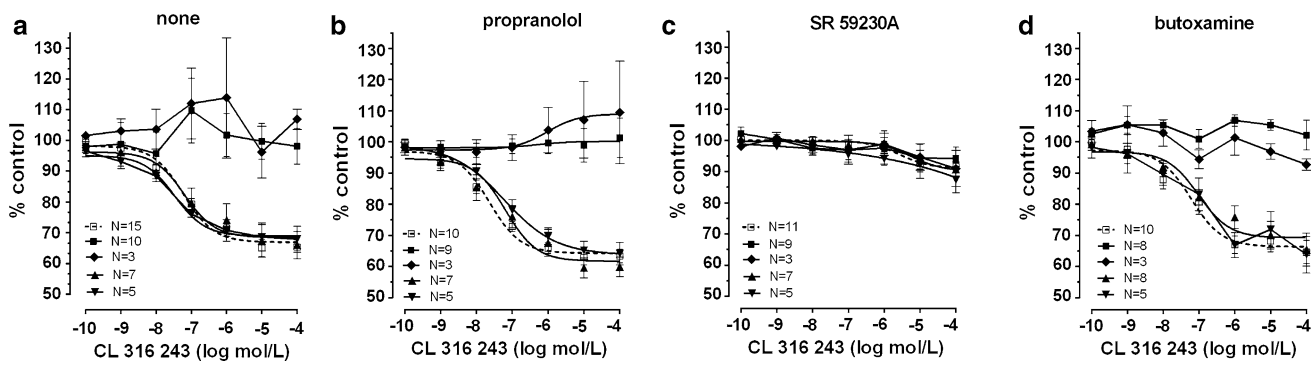 a
none
% control
130
120
110
100
90
80
70
60
50
N=15
N=10
N=3
N=7
N=5
-10 -9 -8 -7 -6 -5 -4
CL 316 243 (log mol/L)
b
propranolol
% control
130
120
110
100
90
80
70
60
50
N=10
N=9
N=3
N=7
N=5
-10 -9 -8 -7 -6 -5 -4
CL 316 243 (log mol/L)
c
SR 59230A
% control
130
120
110
100
90
80
70
60
50
N=11
N=9
N=3
N=7
N=5
-10 -9 -8 -7 -6 -5 -4
CL 316 243 (log mol/L)
d
butoxamine
% control
130
120
110
100
90
80
70
60
50
N=10
N=8
N=3
N=8
N=5
-10 -9 -8 -7 -6 -5 -4
CL 316 243 (log mol/L)